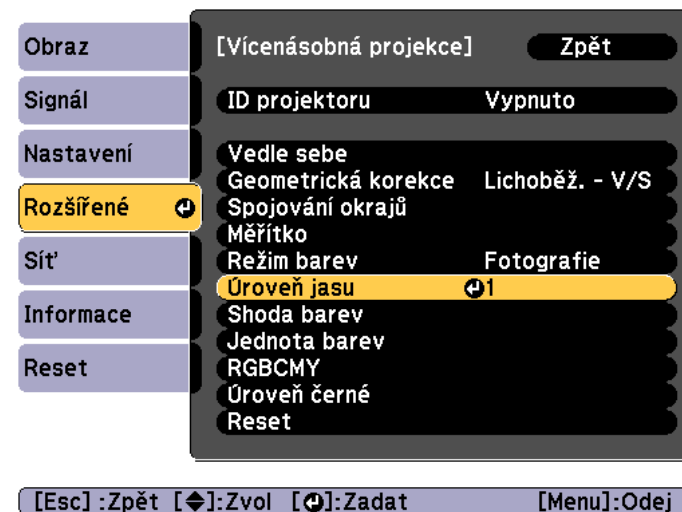 Obraz
Signál
Nastavení
Rozšířené
Síť
Informace
Reset
[Vícenásobná projekce] Zpět
ID projektoru Vypnuto
Vedle sebe
Geometrická korekce Lichoběž. - V/S
Spojování okrajů
Měřítko
Režim barev Fotografie
Úroveň jasu 1
Shoda barev
Jednota barev
RGBCMY
Úroveň černé
Reset
[Esc] :Zpět [◆]:Zvol [↵]:Zadat [Menu]:Odej